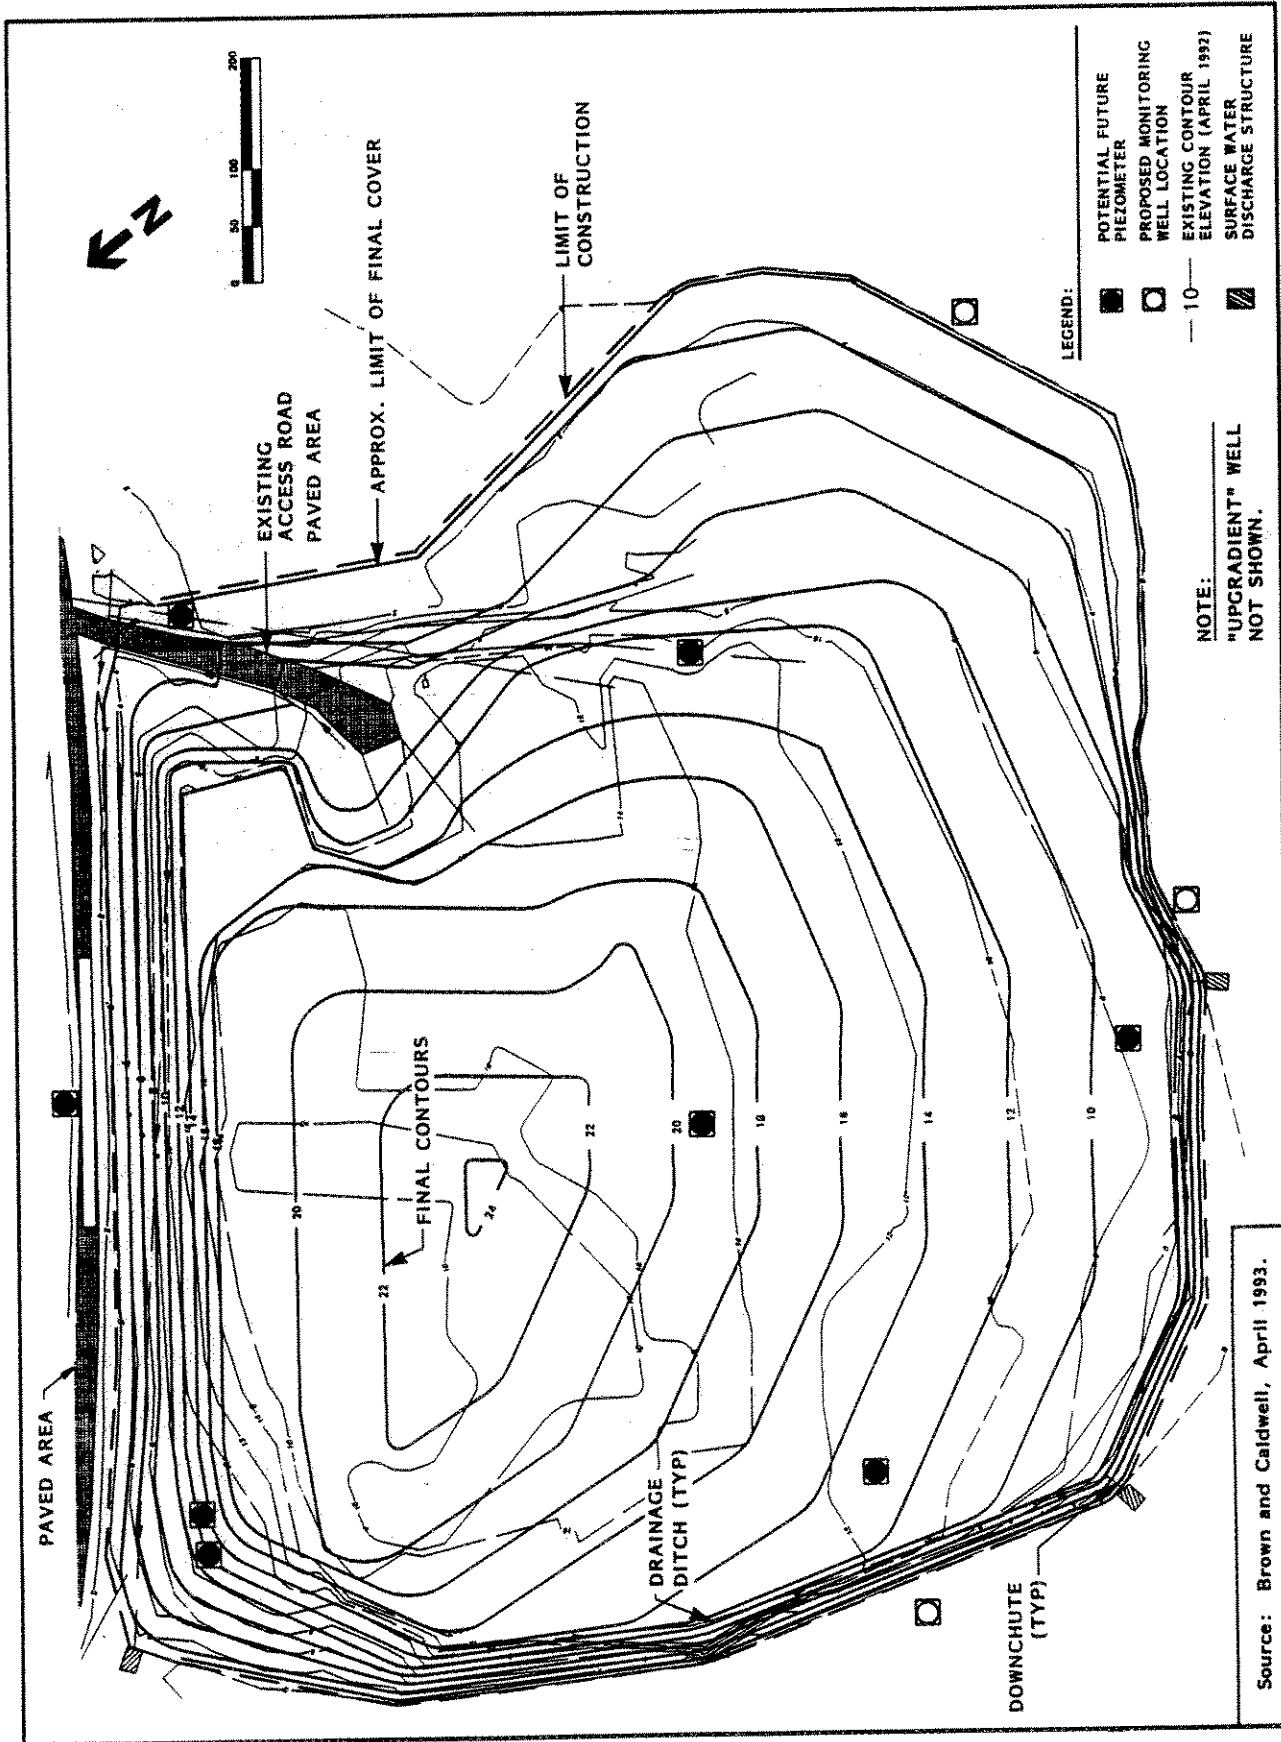 PAVED AREA
N
0 50 100 200
EXISTING
ACCESS ROAD
PAVED AREA
APPROX. LIMIT OF FINAL COVER
LIMIT OF
CONSTRUCTION
FINAL CONTOURS
DRAINAGE
DITCH (TYP)
DOWNCHUTE
(TYP)
20
22
24
22
20
18
16
14
12
10
LEGEND:
POTENTIAL FUTURE
PIEZOMETER
PROPOSED MONITORING
WELL LOCATION
—10— EXISTING CONTOUR
ELEVATION (APRIL 1992)
SURFACE WATER
DISCHARGE STRUCTURE
NOTE:
"UPGRADIENT" WELL
NOT SHOWN.
Source: Brown and Caldwell, April 1993.